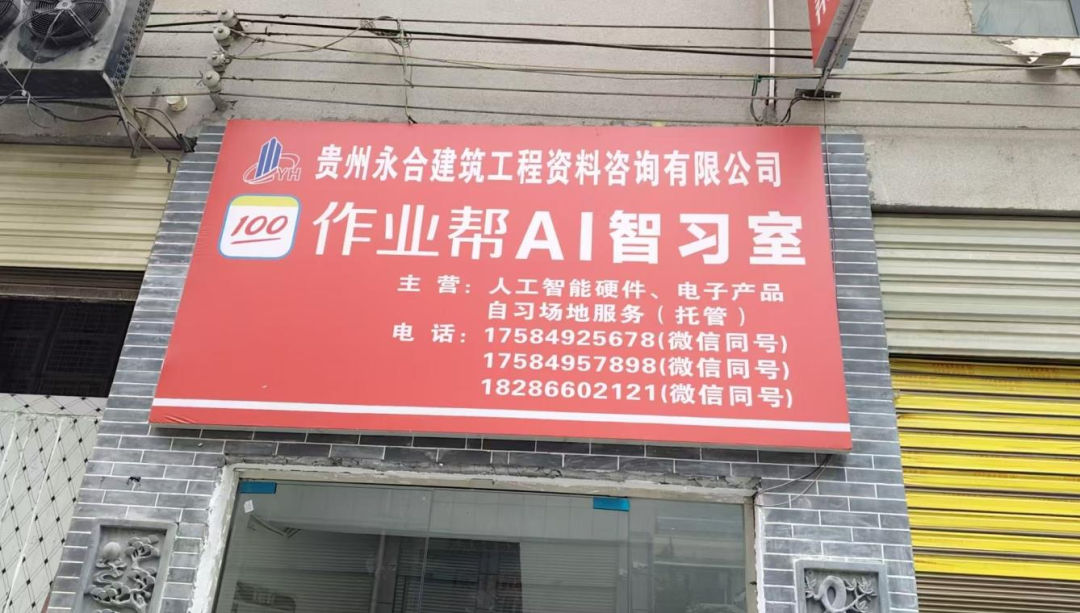 YH 贵州永合建筑工程资料咨询有限公司
100 作业帮AI智习室
主 营：人工智能硬件、电子产品
自习场地服务（托管）
电 话：17584925678(微信同号)
17584957898(微信同号)
18286602121(微信同号)